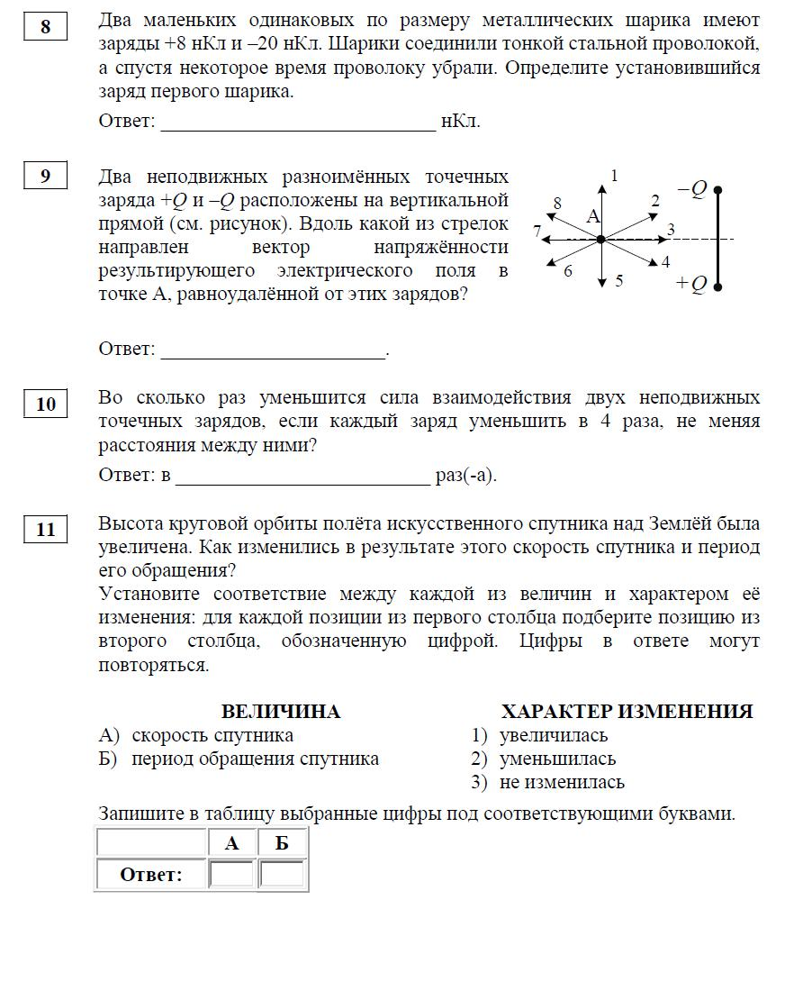 8
Два маленьких одинаковых по размеру металлических шарика имеют
заряды +8 нКл и –20 нКл. Шарики соединили тонкой стальной проволокой,
а спустя некоторое время проволоку убрали. Определите установившийся
заряд первого шарика.
Ответ: ____________________________ нКл.
9
Два неподвижных разноимённых точечных
заряда +Q и –Q расположены на вертикальной
прямой (см. рисунок). Вдоль какой из стрелок
направлен вектор напряжённости
результирующего электрического поля в
точке А, равноудалённой от этих зарядов?
1
8
2
–Q
А
7
3
6
5
4
+Q
Ответ: _______________________.
10
Во сколько раз уменьшится сила взаимодействия двух неподвижных
точечных зарядов, если каждый заряд уменьшить в 4 раза, не меняя
расстояния между ними?
Ответ: в __________________________ раз(-а).
11
Высота круговой орбиты полёта искусственного спутника над Землёй была
увеличена. Как изменились в результате этого скорость спутника и период
его обращения?
Установите соответствие между каждой из величин и характером её
изменения: для каждой позиции из первого столбца подберите позицию из
второго столбца, обозначенную цифрой. Цифры в ответе могут
повторяться.
ВЕЛИЧИНА
А) скорость спутника
Б) период обращения спутника
ХАРАКТЕР ИЗМЕНЕНИЯ
1) увеличилась
2) уменьшилась
3) не изменилась
Запишите в таблицу выбранные цифры под соответствующими буквами.
А Б
Ответ: